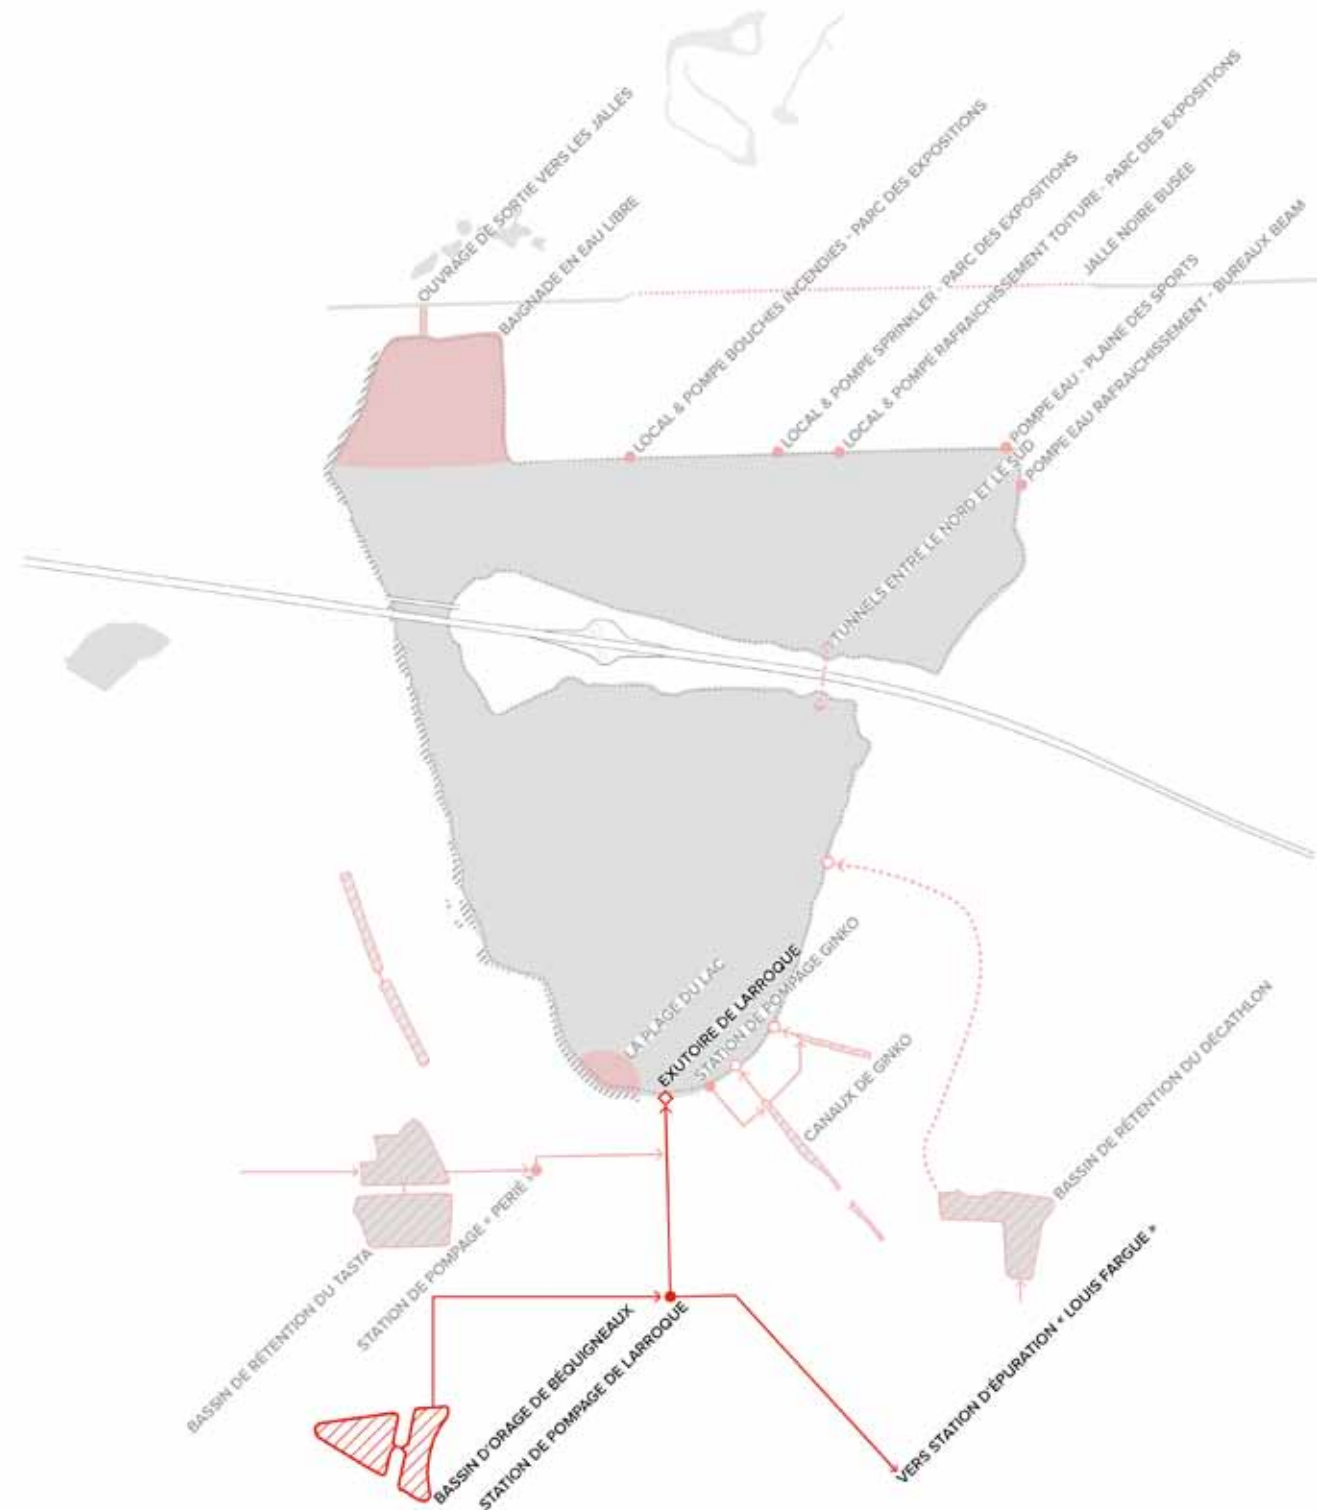 OUVRAGE DE SORTIE VERS LES JALLES
BAIGNADE EN EAU LIBRE
LOCAL & POMPE BOUCHES INCENDIES - PARC DES EXPOSITIONS
LOCAL & POMPE SPRINKLER - PARC DES EXPOSITIONS
LOCAL & POMPE RAFRAICHISSEMENT TOITURE - PARC DES EXPOSITIONS
JALLE NOIRE BUSÉE
POMPE EAU - PLAINE DES SPORTS
POMPE EAU RAFRAICHISSEMENT - BUREAUX BEAM
TUNNELS ENTRE LE NORD ET LE SUD
LA PLAGE DU LAC
EXUTOIRE DE LARROQUE
STATION DE POMPAGE GINKO
CANAUX DE GINKO
BASSIN DE RÉTENTION DU DÉCATHLON
BASSIN DE RÉTENTION DU TASTA
STATION DE POMPAGE « PERIÉ »
BASSIN D'ORAGE DE BÉQUIGNEAUX
STATION DE POMPAGE DE LARROQUE
VERS STATION D'ÉPURATION « LOUIS FARGUE »